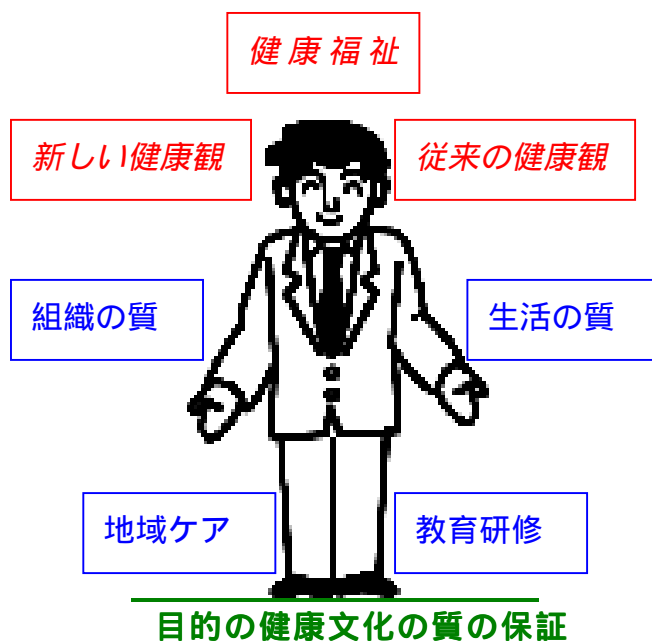 健康福祉
新しい健康観
従来の健康観
組織の質
生活の質
地域ケア
教育研修
目的の健康文化の質の保証